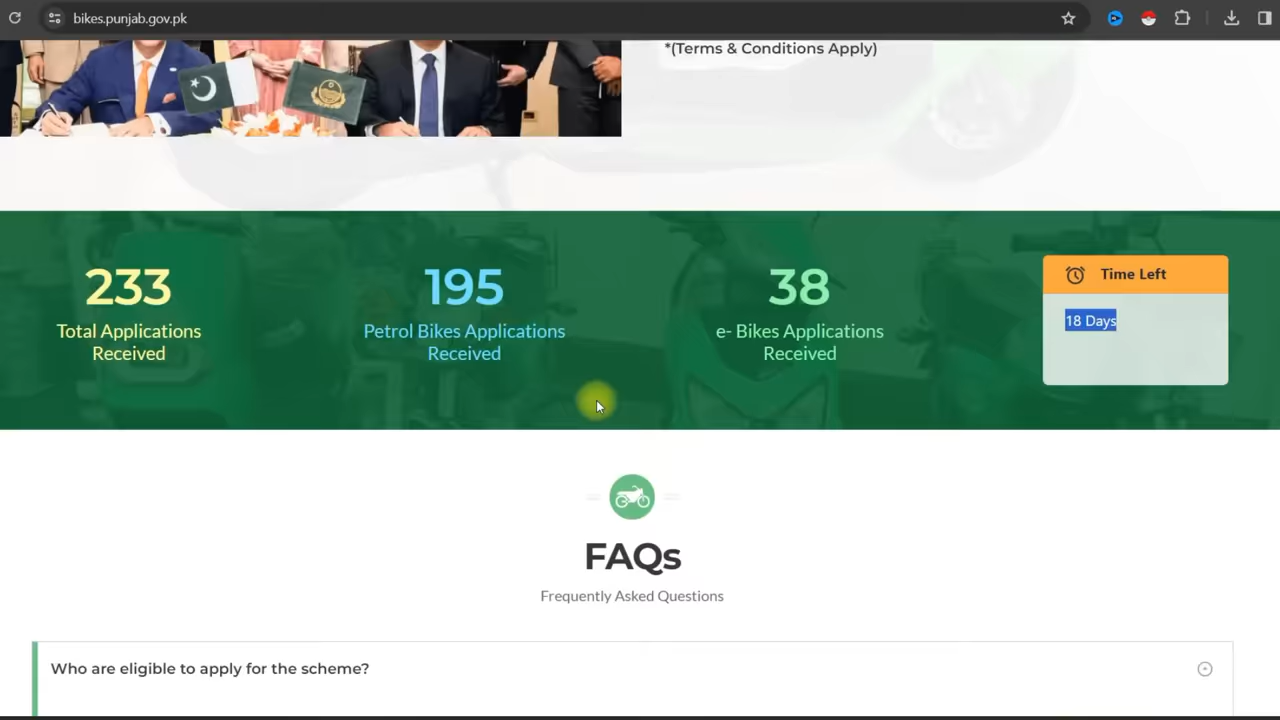 bikes.punjab.gov.pk
*(Terms & Conditions Apply)
233
Total Applications
Received
195
Petrol Bikes Applications
Received
38
e- Bikes Applications
Received
Time Left
18 Days
FAQs
Frequently Asked Questions
Who are eligible to apply for the scheme?